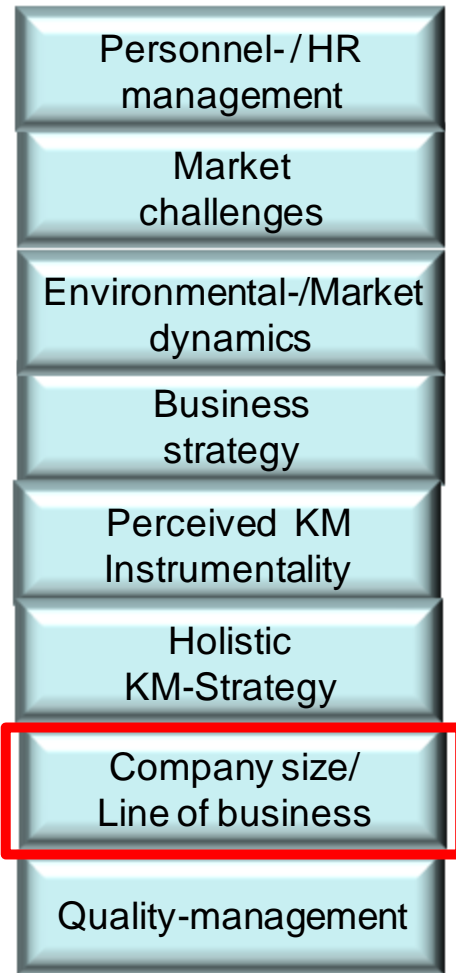 Personnel-/HR
management
Market
challenges
Environmental-/Market
dynamics
Business
strategy
Perceived KM
Instrumentality
Holistic
KM-Strategy
Company size/
Line of business
Quality-management